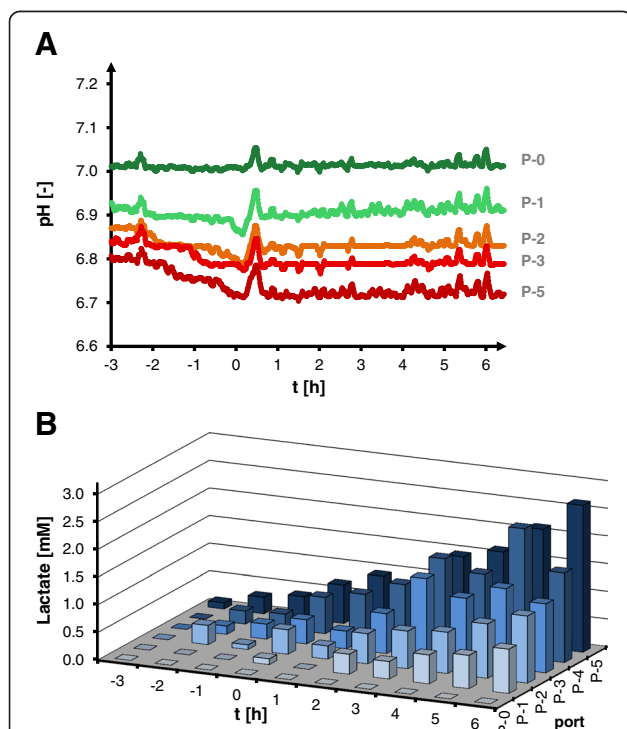 A
7.2
7.1
7.0
6.9
6.8
6.7
6.6
pH [-]
P-0
P-1
P-2
P-3
P-5
-3 -2 -1 0 1 2 3 4 5 6
t [h]
B
3.0
2.5
2.0
1.5
1.0
0.5
0.0
Lactate [mM]
-3 -2 -1 0 1 2 3 4 5 6
t [h]
P-0
P-1
P-2
P-3
P-4
P-5
port